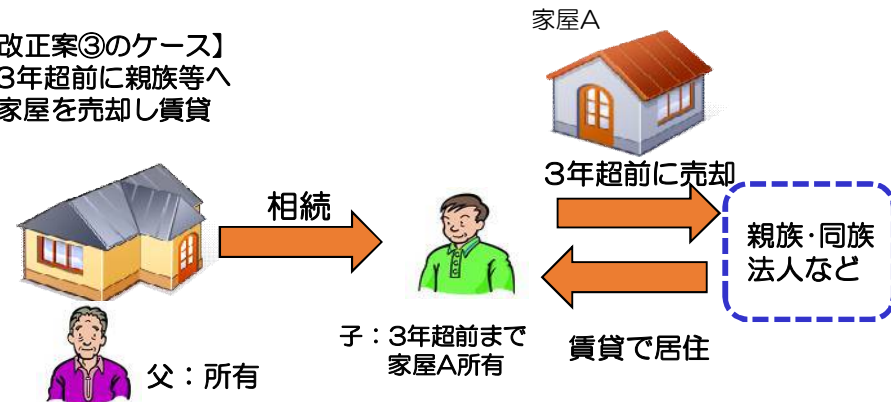 家屋A
改正案③のケース】
3年超前に親族等へ
家屋を売却し賃貸
3年超前に売却
相続
親族・同族
法人など
子：3年超前まで
家屋A所有
賃貸で居住
父：所有